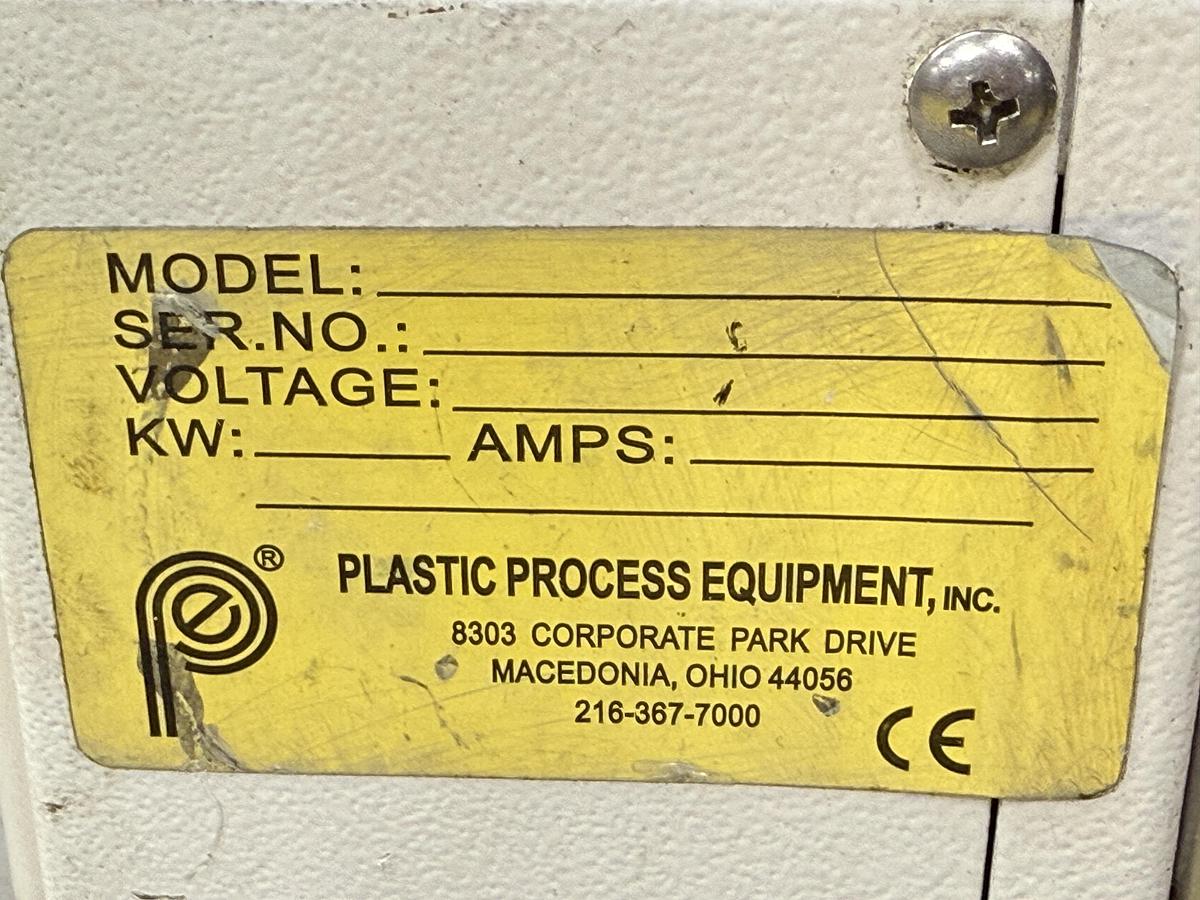 MODEL:
SER.NO.:
VOLTAGE:
KW: AMPS:
pe®
PLASTIC PROCESS EQUIPMENT, INC.
8303 CORPORATE PARK DRIVE
MACEDONIA, OHIO 44056
216-367-7000
CE